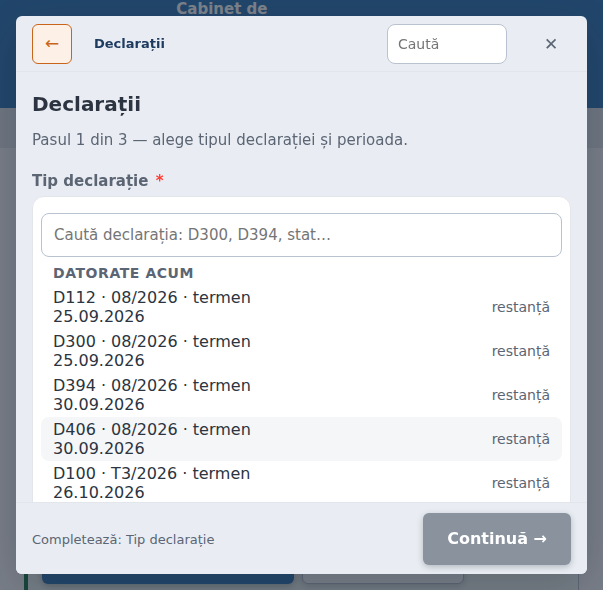 Cabinet de
←
Declarații
Caută
✕
Declarații
Pasul 1 din 3 — alege tipul declarației și perioada.
Tip declarație *
Caută declarația: D300, D394, stat…
DATORATE ACUM
D112 · 08/2026 · termen
25.09.2026
restanță
D300 · 08/2026 · termen
25.09.2026
restanță
D394 · 08/2026 · termen
30.09.2026
restanță
D406 · 08/2026 · termen
30.09.2026
restanță
D100 · T3/2026 · termen
26.10.2026
restanță
Completează: Tip declarație
Continuă →